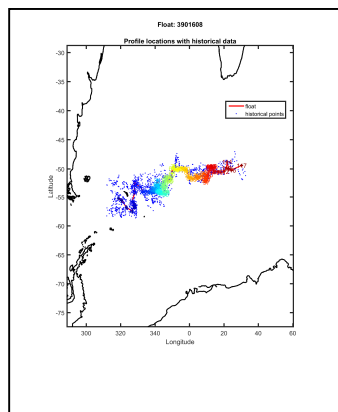 Float: 3901608
Profile locations with historical data
-30
-35
-40
-45
-50
-55
-60
-65
-70
-75
Latitude
float
historical points
300
320
340
0
20
40
60
Longitude